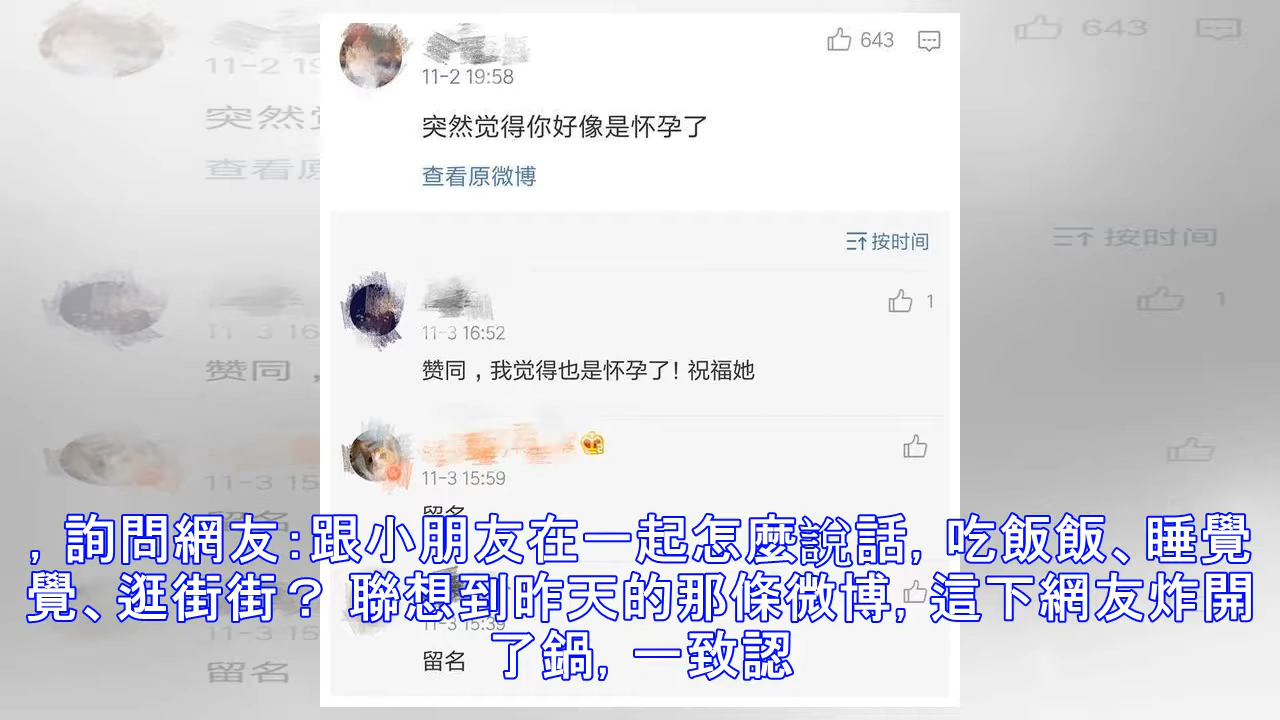 643
11-2 19:58
突然觉得你好像是怀孕了
查看原微博
按时间
1
11-3 16:52
赞同，我觉得也是怀孕了! 祝福她
11-3 15:59
留名
，詢問網友:跟小朋友在一起怎麼說話, 吃飯飯、睡覺
覺、逛街街？ 聯想到昨天的那條微博, 這下網友炸開
11-3 15:39
了鍋, 一致認
留名